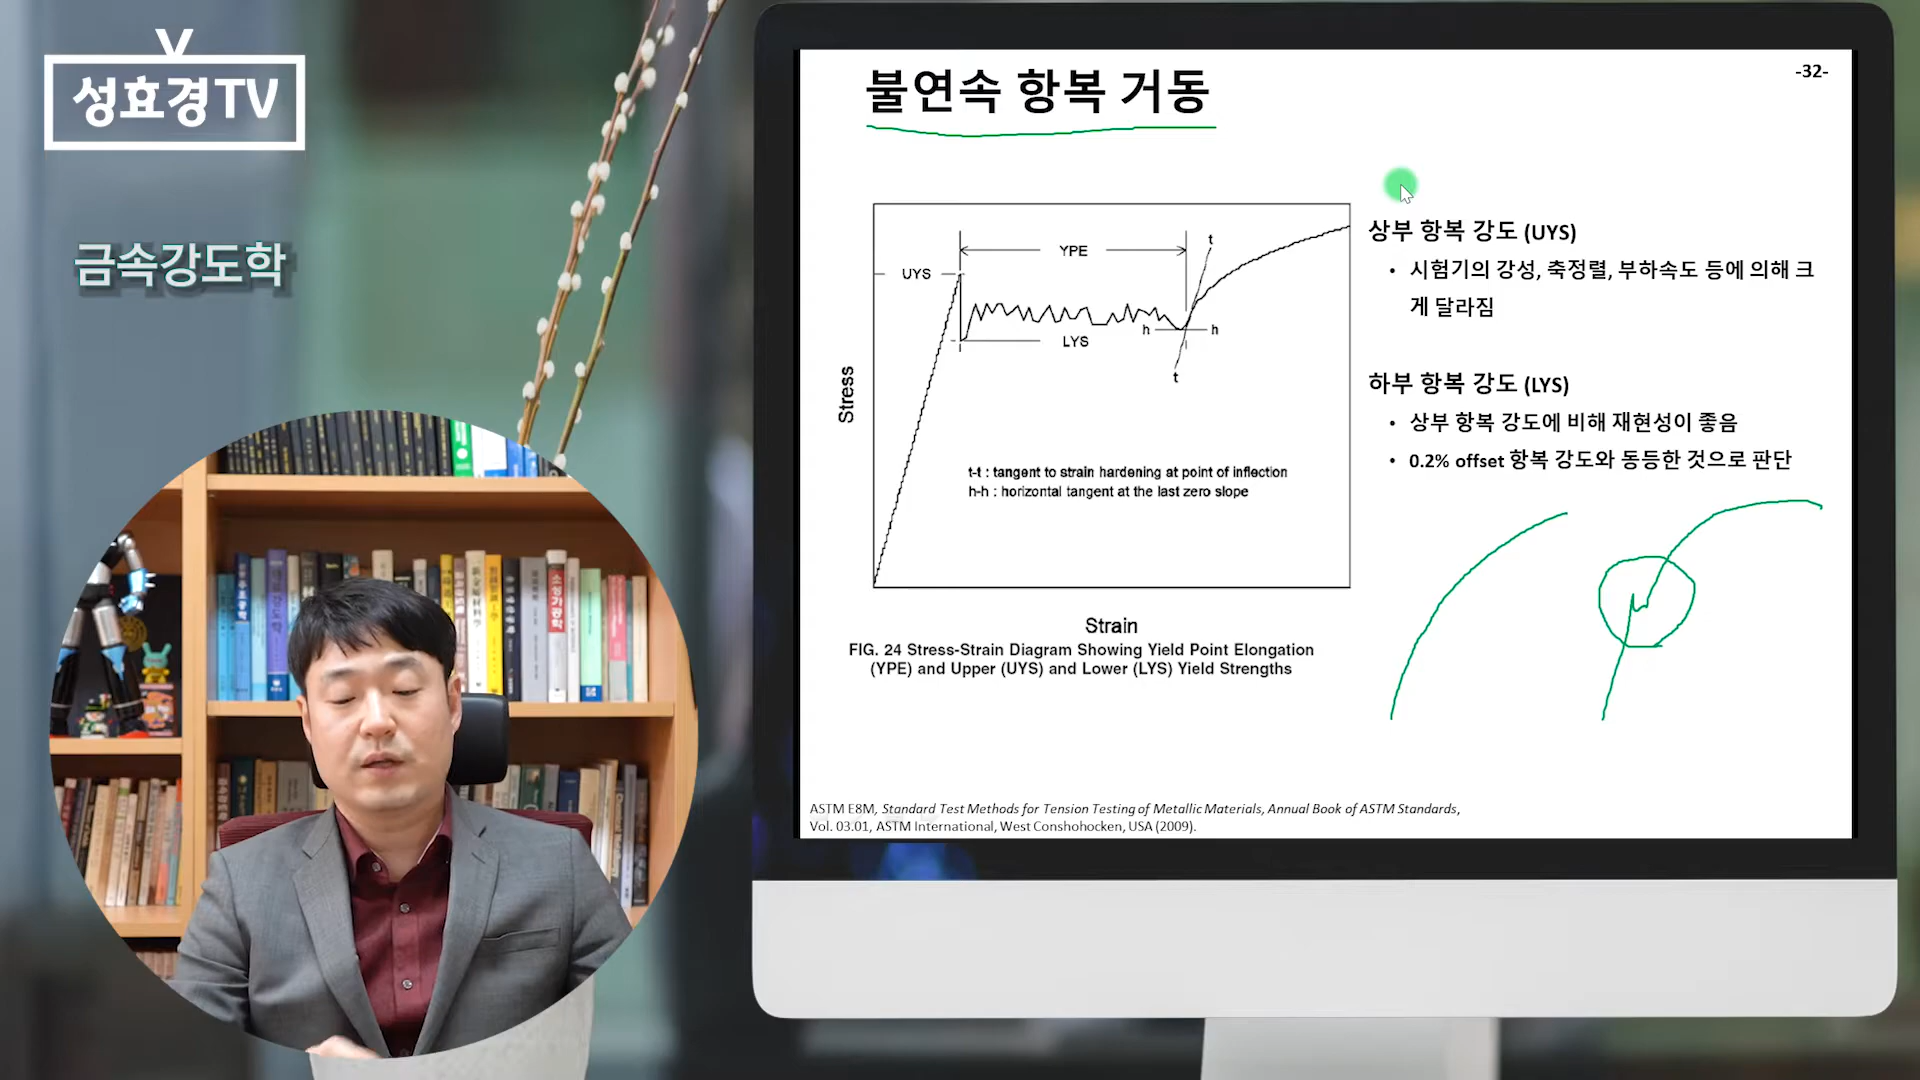 성효경TV
금속강도학
불연속 항복 거동
-32-
YPE
t
UYS
h
h
LYS
t
Stress
t-t : tangent to strain hardening at point of inflection
h-h : horizontal tangent at the last zero slope
Strain
FIG. 24 Stress-Strain Diagram Showing Yield Point Elongation
(YPE) and Upper (UYS) and Lower (LYS) Yield Strengths
상부 항복 강도 (UYS)
• 시험기의 강성, 축정렬, 부하속도 등에 의해 크
게 달라짐
하부 항복 강도 (LYS)
• 상부 항복 강도에 비해 재현성이 좋음
• 0.2% offset 항복 강도와 동등한 것으로 판단
ASTM E8M, Standard Test Methods for Tension Testing of Metallic Materials, Annual Book of ASTM Standards,
Vol. 03.01, ASTM International, West Conshohocken, USA (2009).
소성가공학